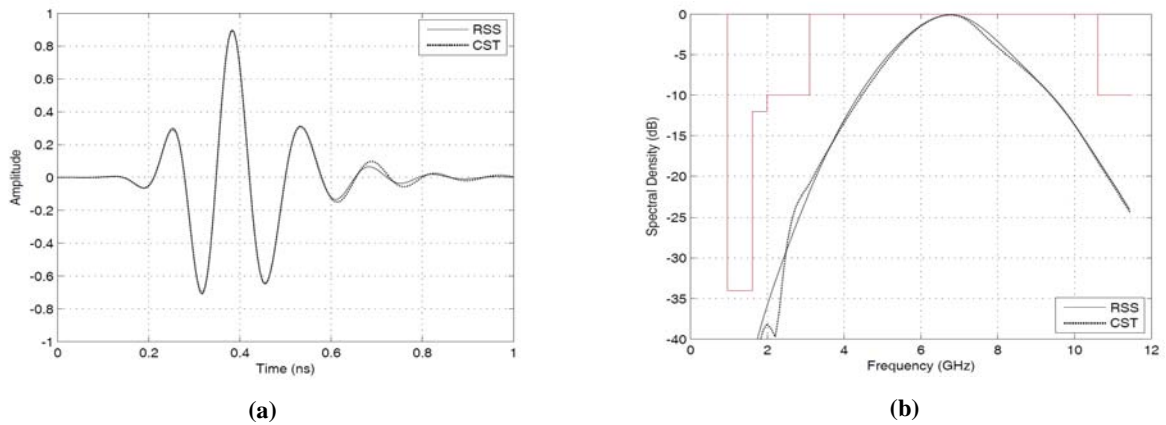 1
0.8
0.6
0.4
0.2
0
-0.2
-0.4
-0.6
-0.8
-1
Amplitude
0 0.2 0.4 0.6 0.8 1
Time (ns)
RSS
CST
(a)
0
-5
-10
-15
-20
-25
-30
-35
-40
Spectral Density (dB)
0 2 4 6 8 10 12
Frequency (GHz)
RSS
CST
(b)